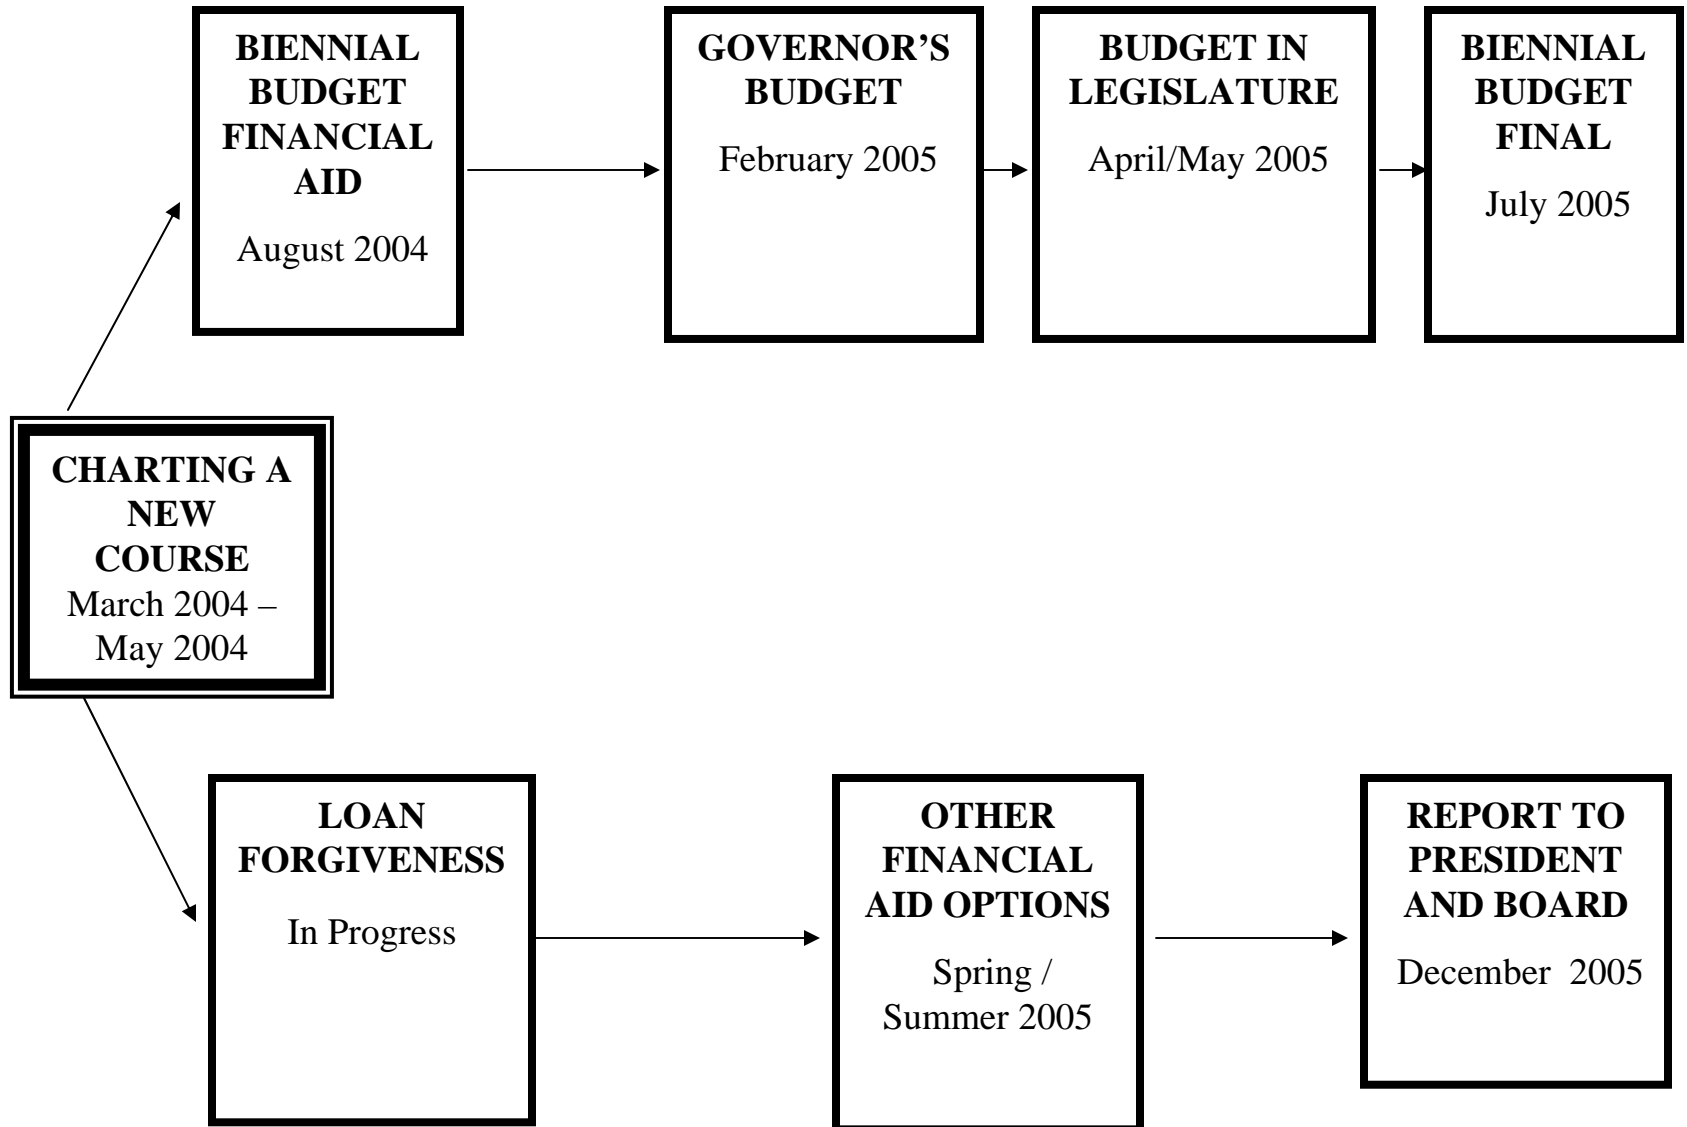 BIENNIAL
BUDGET
FINANCIAL
AID
August 2004
GOVERNOR’S
BUDGET
February 2005
BUDGET IN
LEGISLATURE
April/May 2005
BIENNIAL
BUDGET
FINAL
July 2005
CHARTING A
NEW
COURSE
March 2004 –
May 2004
LOAN
FORGIVENESS
In Progress
OTHER
FINANCIAL
AID OPTIONS
Spring /
Summer 2005
REPORT TO
PRESIDENT
AND BOARD
December 2005